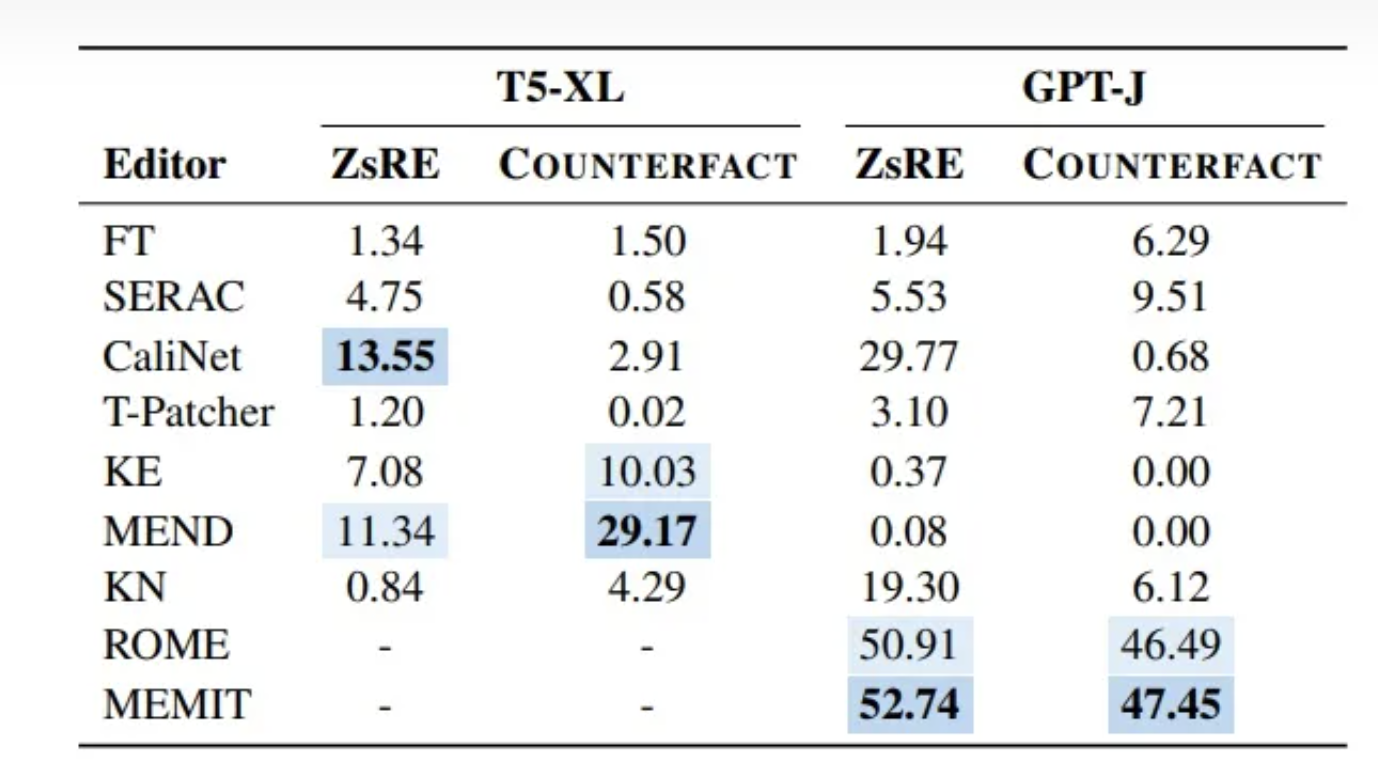 T5-XL GPT-J
Editor ZsRE COUNTERFACT ZsRE COUNTERFACT
FT 1.34 1.50 1.94 6.29
SERAC 4.75 0.58 5.53 9.51
CaliNet 13.55 2.91 29.77 0.68
T-Patcher 1.20 0.02 3.10 7.21
KE 7.08 10.03 0.37 0.00
MEND 11.34 29.17 0.08 0.00
KN 0.84 4.29 19.30 6.12
ROME - - 50.91 46.49
MEMIT - - 52.74 47.45